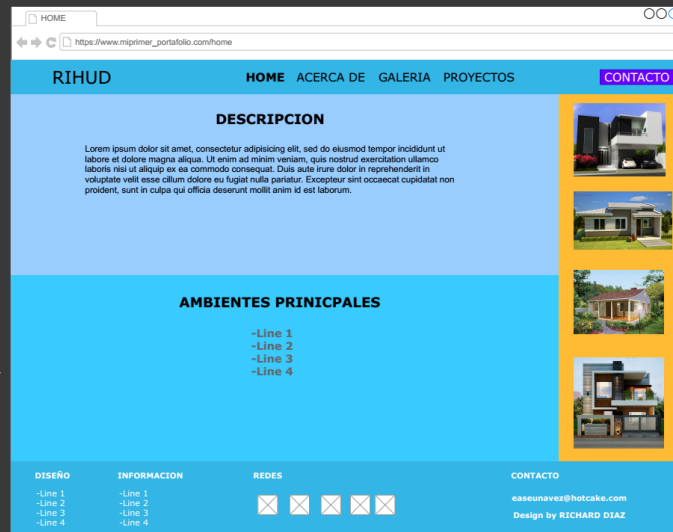 HOME
https://www.miprimer_portafolio.com/home
RIHUD
HOME ACERCA DE GALERIA PROYECTOS
CONTACTO
DESCRIPCION
Lorem ipsum dolor sit amet, consectetur adipisicing elit, sed do eiusmod tempor incididunt ut
labore et dolore magna aliqua. Ut enim ad minim veniam, quis nostrud exercitation ullamco
laboris nisi ut aliquip ex ea commodo consequat. Duis aute irure dolor in reprehenderit in
voluptate velit esse cillum dolore eu fugiat nulla pariatur. Excepteur sint occaecat cupidatat non
proident, sunt in culpa qui officia deserunt mollit anim id est laborum.
AMBIENTES PRINICPALES
-Line 1
-Line 2
-Line 3
-Line 4
DISEÑO
-Line 1
-Line 2
-Line 3
-Line 4
INFORMACION
-Line 1
-Line 2
-Line 3
-Line 4
REDES
CONTACTO
easeunavez@hotcake.com
Design by RICHARD DIAZ